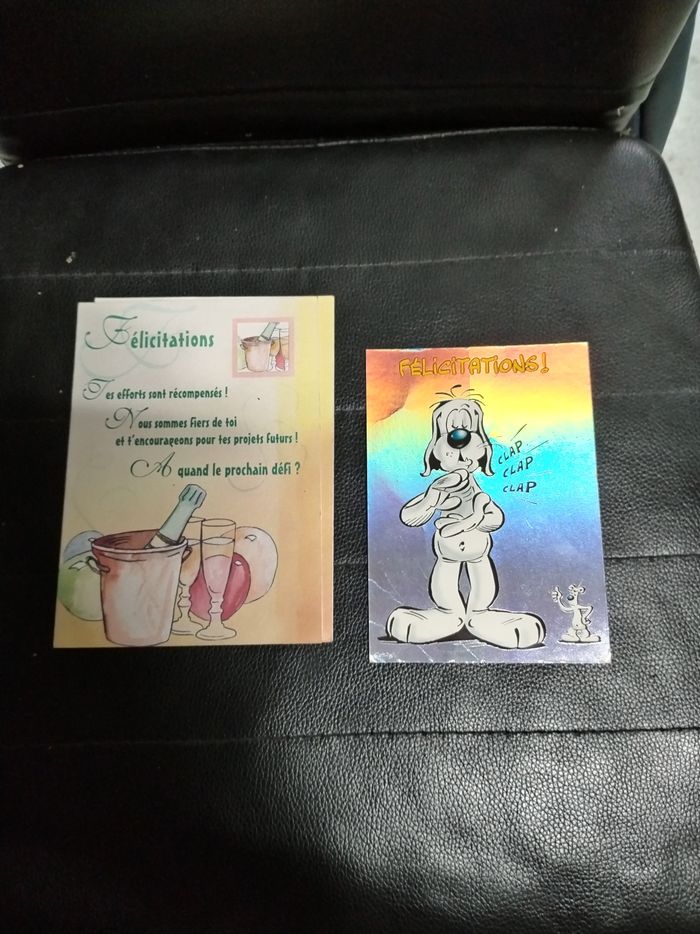 Félicitations
Tes efforts sont récompensés !
Nous sommes fiers de toi
et t'encourageons pour tes projets futurs !
A quand le prochain défi ?
FÉLICITATIONS !
CLAP
CLAP
CLAP